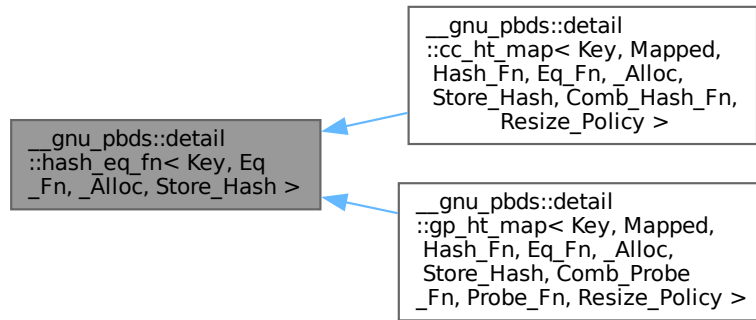 __gnu_pbds::detail
::hash_eq_fn< Key, Eq
_Fn, _Alloc, Store_Hash >
__gnu_pbds::detail
::cc_ht_map< Key, Mapped,
Hash_Fn, Eq_Fn, _Alloc,
Store_Hash, Comb_Hash_Fn,
Resize_Policy >
__gnu_pbds::detail
::gp_ht_map< Key, Mapped,
Hash_Fn, Eq_Fn, _Alloc,
Store_Hash, Comb_Probe
_Fn, Probe_Fn, Resize_Policy >